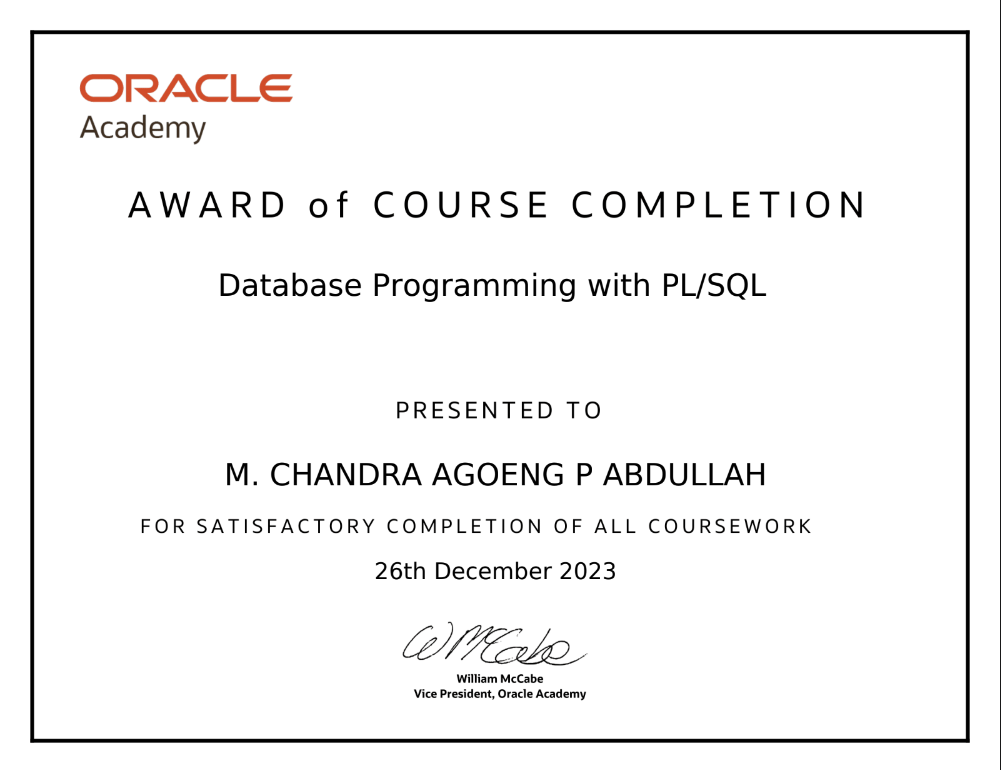 ORACLE
Academy
AWARD of COURSE COMPLETION
Database Programming with PL/SQL
PRESENTED TO
M. CHANDRA AGOENG P ABDULLAH
FOR SATISFACTORY COMPLETION OF ALL COURSEWORK
26th December 2023
WMcCabe
William McCabe
Vice President, Oracle Academy